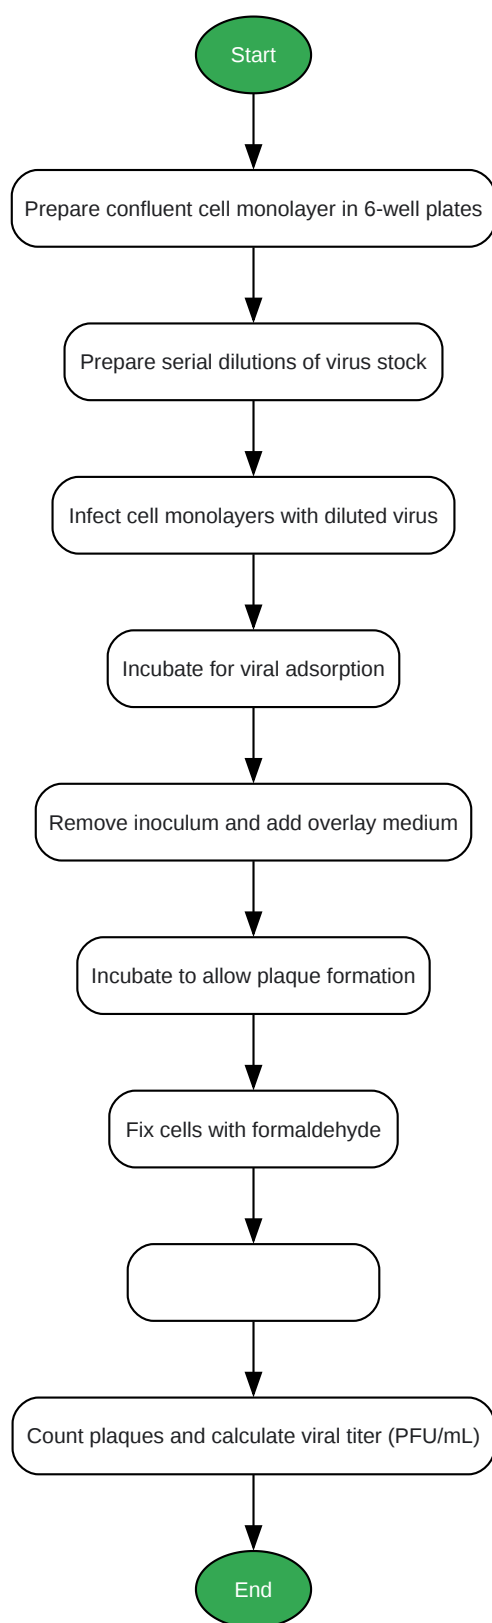 Start
Prepare confluent cell monolayer in 6-well plates
Prepare serial dilutions of virus stock
Infect cell monolayers with diluted virus
Incubate for viral adsorption
Remove inoculum and add overlay medium
Incubate to allow plaque formation
Fix cells with formaldehyde
Count plaques and calculate viral titer (PFU/mL)
End